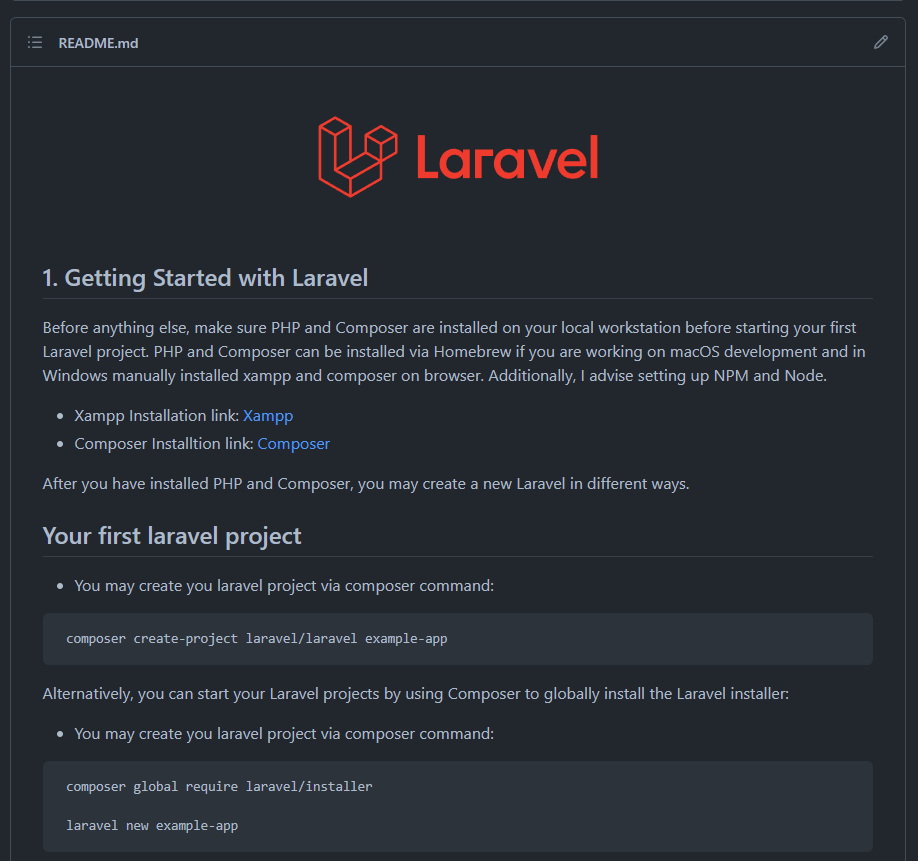 README.md
Laravel
1. Getting Started with Laravel
Before anything else, make sure PHP and Composer are installed on your local workstation before starting your first
Laravel project. PHP and Composer can be installed via Homebrew if you are working on macOS development and in
Windows manually installed xampp and composer on browser. Additionally, I advise setting up NPM and Node.
• Xampp Installation link: Xampp
• Composer Installtion link: Composer
After you have installed PHP and Composer, you may create a new Laravel in different ways.
Your first laravel project
• You may create you laravel project via composer command:
composer create-project laravel/laravel example-app
Alternatively, you can start your Laravel projects by using Composer to globally install the Laravel installer:
• You may create you laravel project via composer command:
composer global require laravel/installer
laravel new example-app